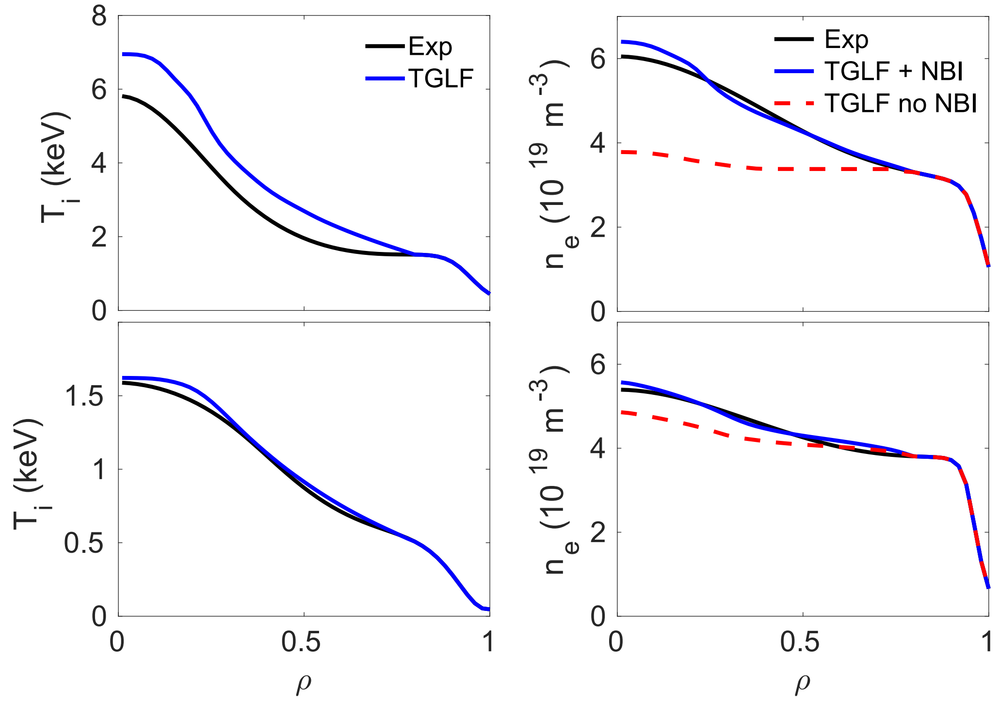 8
6
4
2
0
T_i (keV)
Exp
TGLF
6
4
2
0
n_e (10^19 m^-3)
Exp
TGLF + NBI
TGLF no NBI
1.5
1
0.5
0
T_i (keV)
0 0.5 1
ρ
6
4
2
0
n_e (10^19 m^-3)
0 0.5 1
ρ